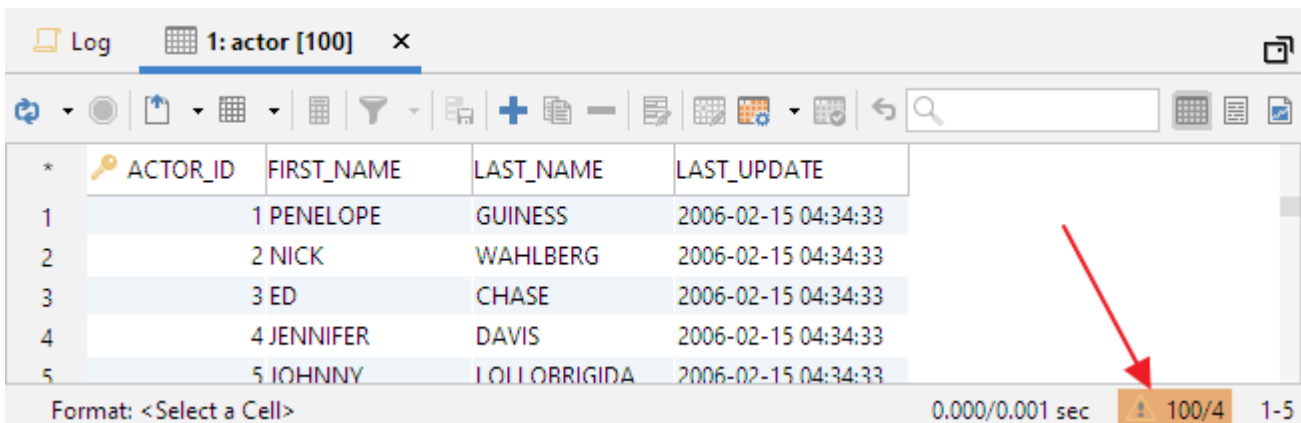 Log 1: actor [100] ×
* ACTOR_ID FIRST_NAME LAST_NAME LAST_UPDATE
1 1 PENELOPE GUINESS 2006-02-15 04:34:33
2 2 NICK WAHLBERG 2006-02-15 04:34:33
3 3 ED CHASE 2006-02-15 04:34:33
4 4 JENNIFER DAVIS 2006-02-15 04:34:33
5 5 JOHNNY LOLLOBRIGIDA 2006-02-15 04:34:33
Format: <Select a Cell> 0.000/0.001 sec 100/4 1-5